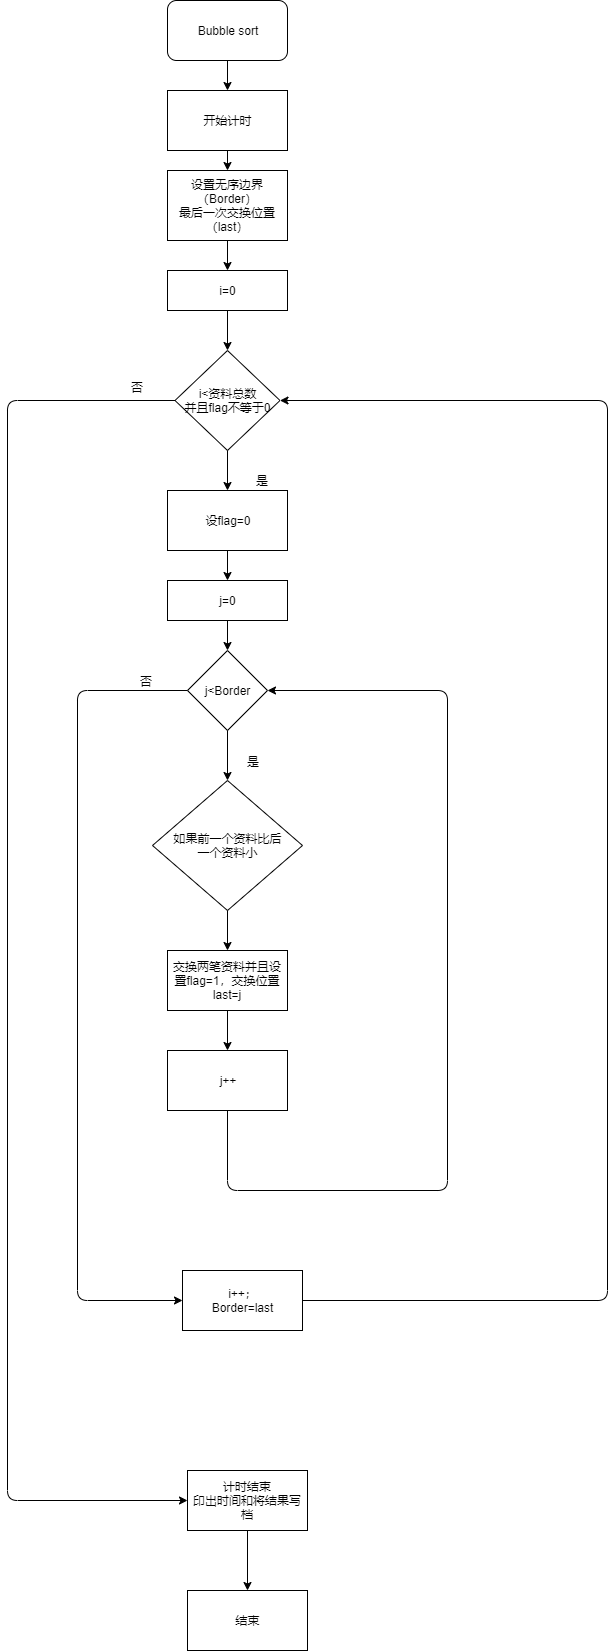 Bubble sort
开始计时
设置无序边界
（Border）
最后一次交换位置
（last）
i=0
否
i<资料总数
并且flag不等于0
是
设flag=0
j=0
否
j<Border
是
如果前一个资料比后
一个资料小
交换两笔资料并且设
置flag=1，交换位置
last=j
j++
i++；
Border=last
计时结束
印出时间和将结果写
档
结束